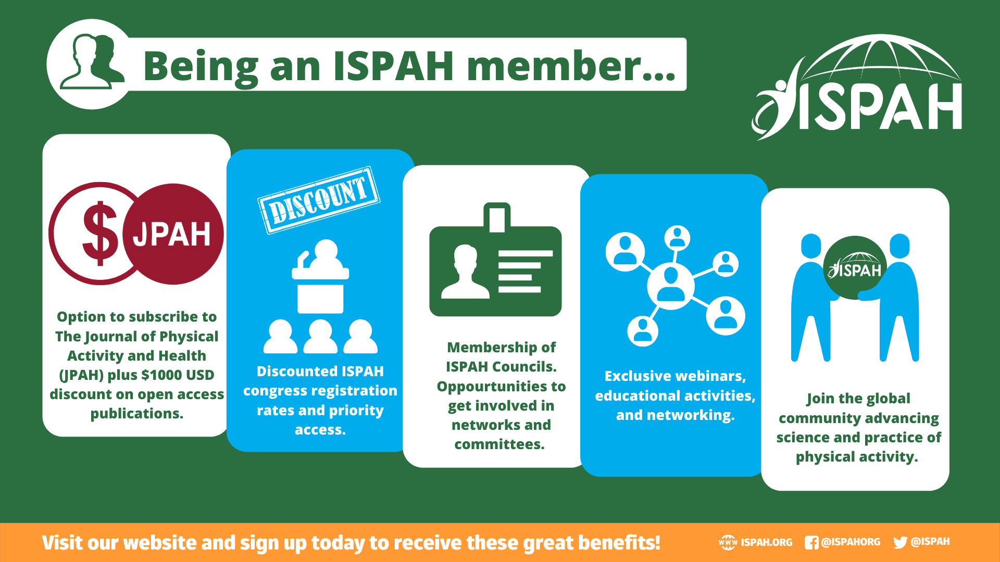 Being an ISPAH member...
ISPAH
$ JPAH
Option to subscribe to
The Journal of Physical
Activity and Health
(JPAH) plus $1000 USD
discount on open access
publications.
DISCOUNT
Discounted ISPAH
congress registration
rates and priority
access.
Membership of
ISPAH Councils.
Oppourtunities to
get involved in
networks and
committees.
Exclusive webinars,
educational activities,
and networking.
ISPAH
Join the global
community advancing
science and practice of
physical activity.
Visit our website and sign up today to receive these great benefits!
WWW ISPAH.ORG
@ISPAHORG
@ISPAH